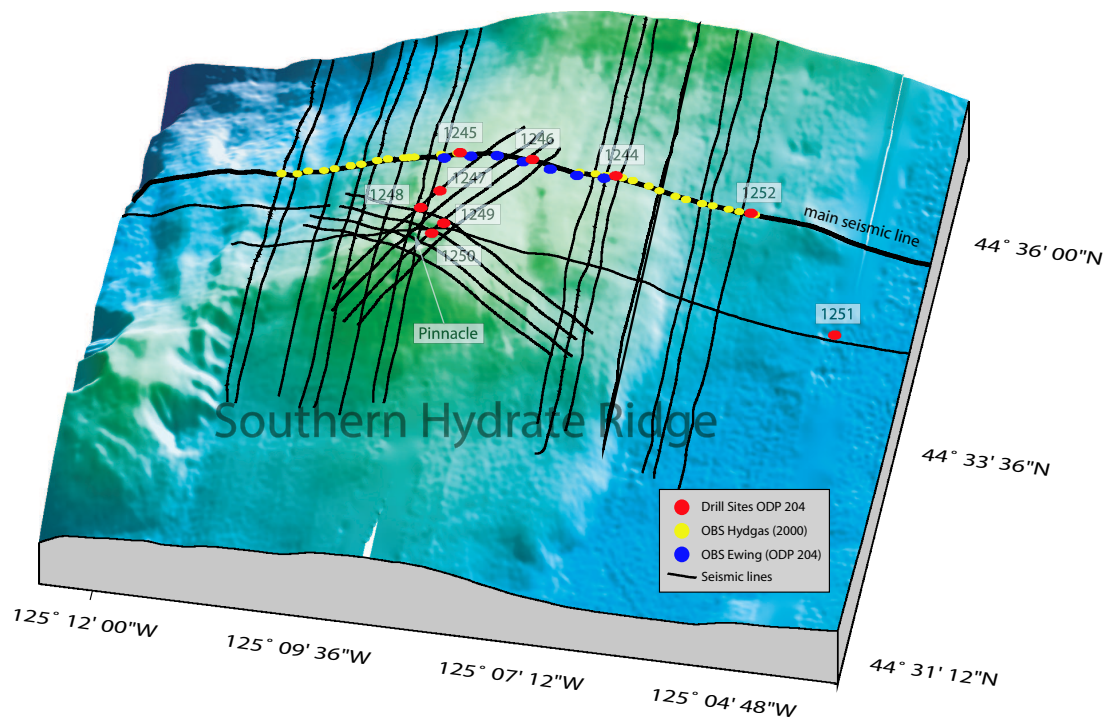 1245
1246
1244
1247
1248
1252
1249
main seismic line
1250
44˚ 36' 00"N
1251
Pinnacle
Southern Hydrate Ridge
44˚ 33' 36"N
Drill Sites ODP 204
OBS Hydgas (2000)
OBS Ewing (ODP 204)
Seismic lines
125˚ 12' 00"W
125˚ 09' 36"W
125˚ 07' 12"W
125˚ 04' 48"W
44˚ 31' 12"N